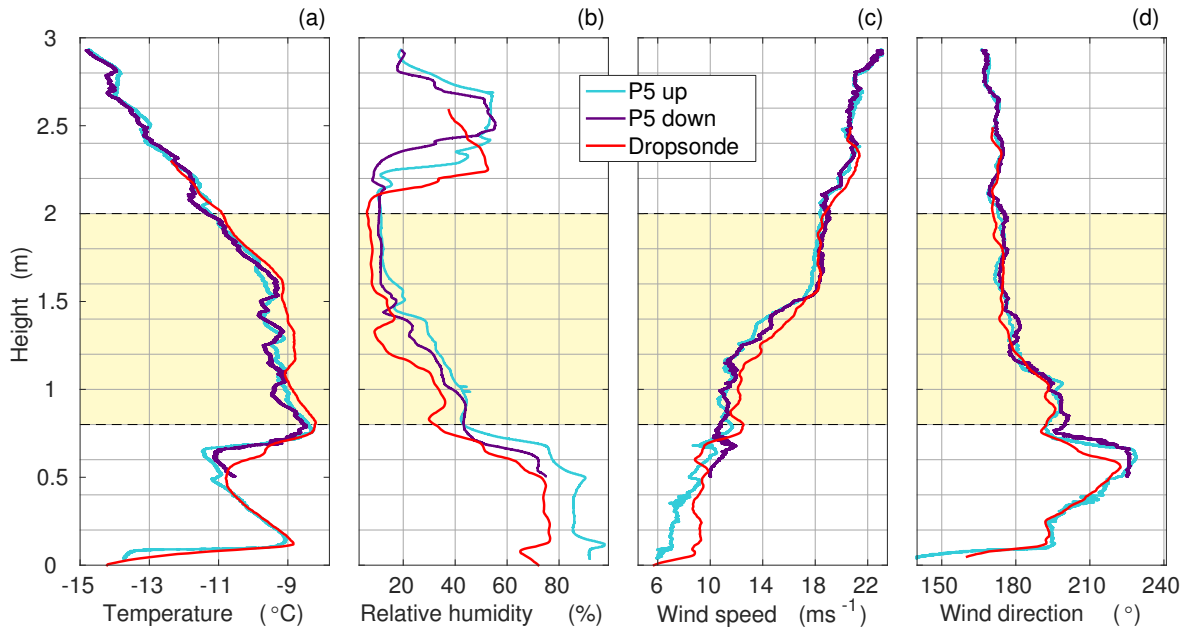 (a)
(b)
(c)
(d)
3
2.5
2
1.5
1
0.5
0
Height (m)
P5 up
P5 down
Dropsonde
-15 -13 -11 -9
20 40 60 80
6 10 14 18 22
140 180 210 240
Temperature (°C)
Relative humidity (%)
Wind speed (ms-1)
Wind direction (°)